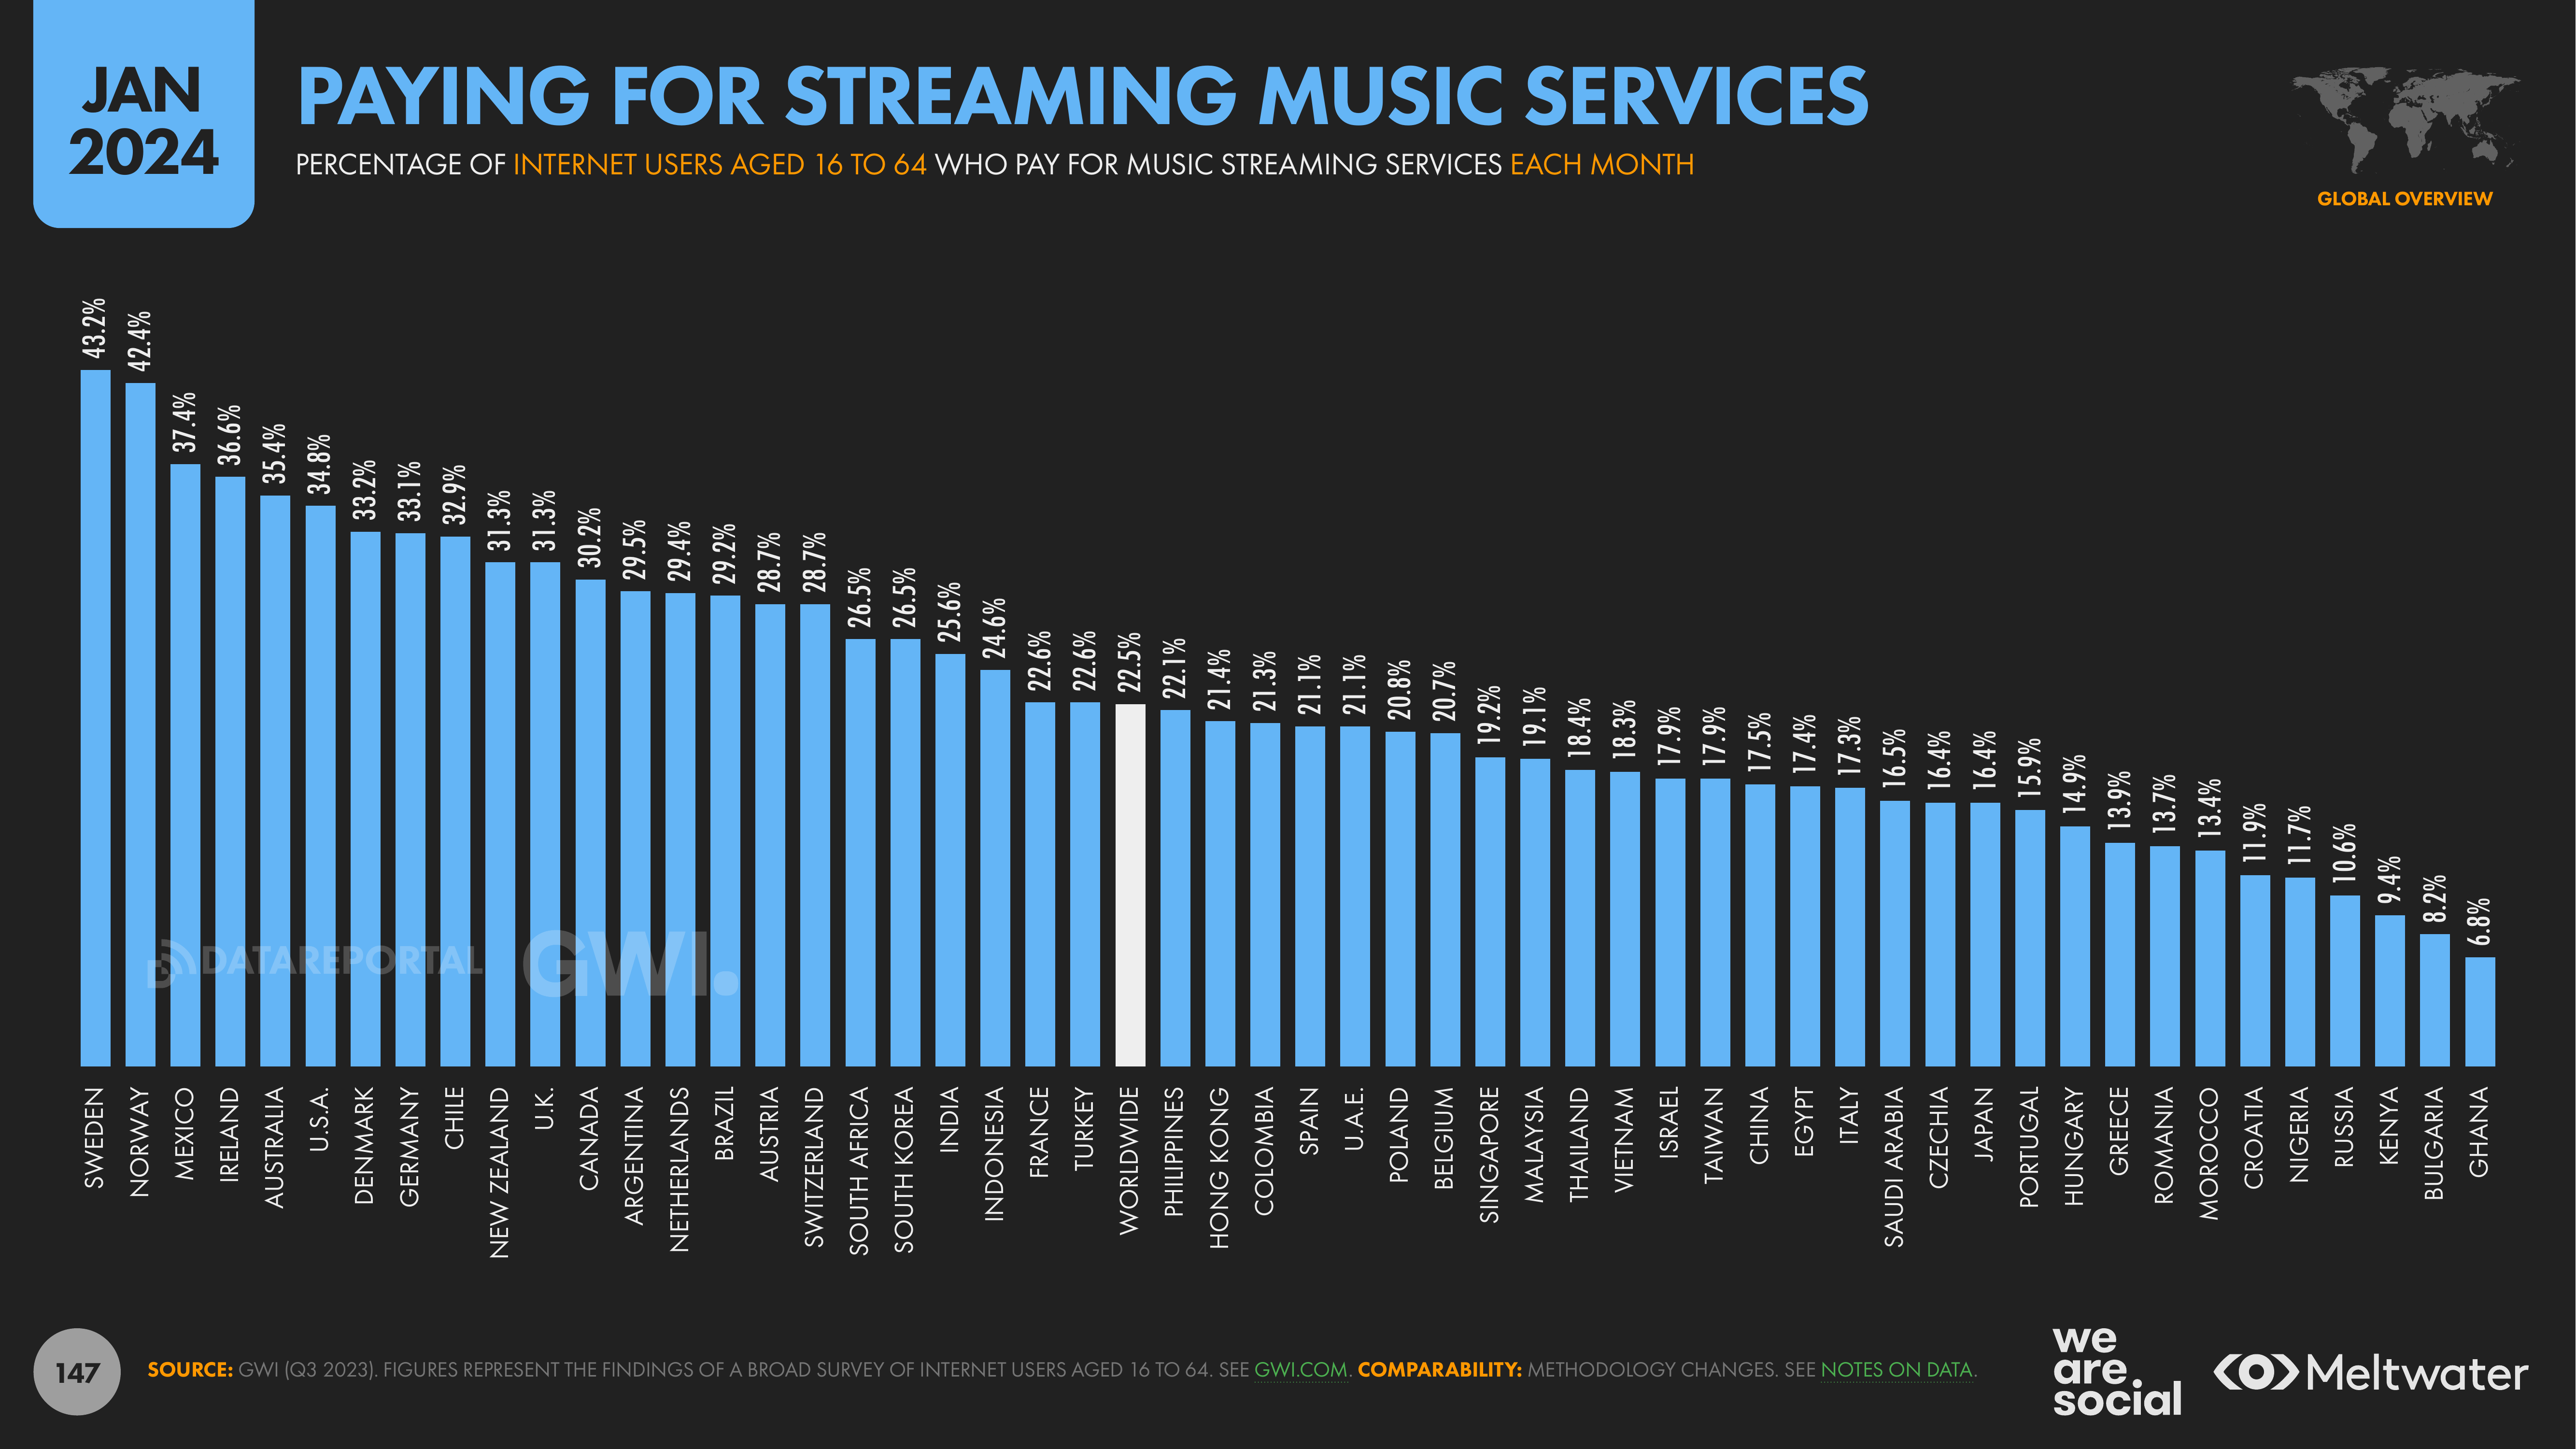 JAN
2024
PAYING FOR STREAMING MUSIC SERVICES
PERCENTAGE OF INTERNET USERS AGED 16 TO 64 WHO PAY FOR MUSIC STREAMING SERVICES EACH MONTH
GLOBAL OVERVIEW
43.2%
42.4%
37.4%
36.6%
35.4%
34.8%
33.2%
33.1%
32.9%
31.3%
31.3%
30.2%
29.5%
29.4%
29.2%
28.7%
28.7%
26.5%
26.5%
25.6%
24.6%
22.6%
22.6%
22.5%
22.1%
21.4%
21.3%
21.1%
21.1%
20.8%
20.7%
19.2%
19.1%
18.4%
18.3%
17.9%
17.9%
17.5%
17.4%
17.3%
16.5%
16.4%
16.4%
15.9%
14.9%
13.9%
13.7%
13.4%
11.9%
11.7%
10.6%
9.4%
8.2%
6.8%
DATAREPORTAL
GWI.
SWEDEN
NORWAY
MEXICO
IRELAND
AUSTRALIA
U.S.A.
DENMARK
GERMANY
CHILE
NEW ZEALAND
U.K.
CANADA
ARGENTINA
NETHERLANDS
BRAZIL
AUSTRIA
SWITZERLAND
SOUTH AFRICA
SOUTH KOREA
INDIA
INDONESIA
FRANCE
TURKEY
WORLDWIDE
PHILIPPINES
HONG KONG
COLOMBIA
SPAIN
U.A.E.
POLAND
BELGIUM
SINGAPORE
MALAYSIA
THAILAND
VIETNAM
ISRAEL
TAIWAN
CHINA
EGYPT
ITALY
SAUDI ARABIA
CZECHIA
JAPAN
PORTUGAL
HUNGARY
GREECE
ROMANIA
MOROCCO
CROATIA
NIGERIA
RUSSIA
KENYA
BULGARIA
GHANA
147
SOURCE: GWI (Q3 2023). FIGURES REPRESENT THE FINDINGS OF A BROAD SURVEY OF INTERNET USERS AGED 16 TO 64. SEE GWI.COM. COMPARABILITY: METHODOLOGY CHANGES. SEE NOTES ON DATA.
we
are.
social
Meltwater